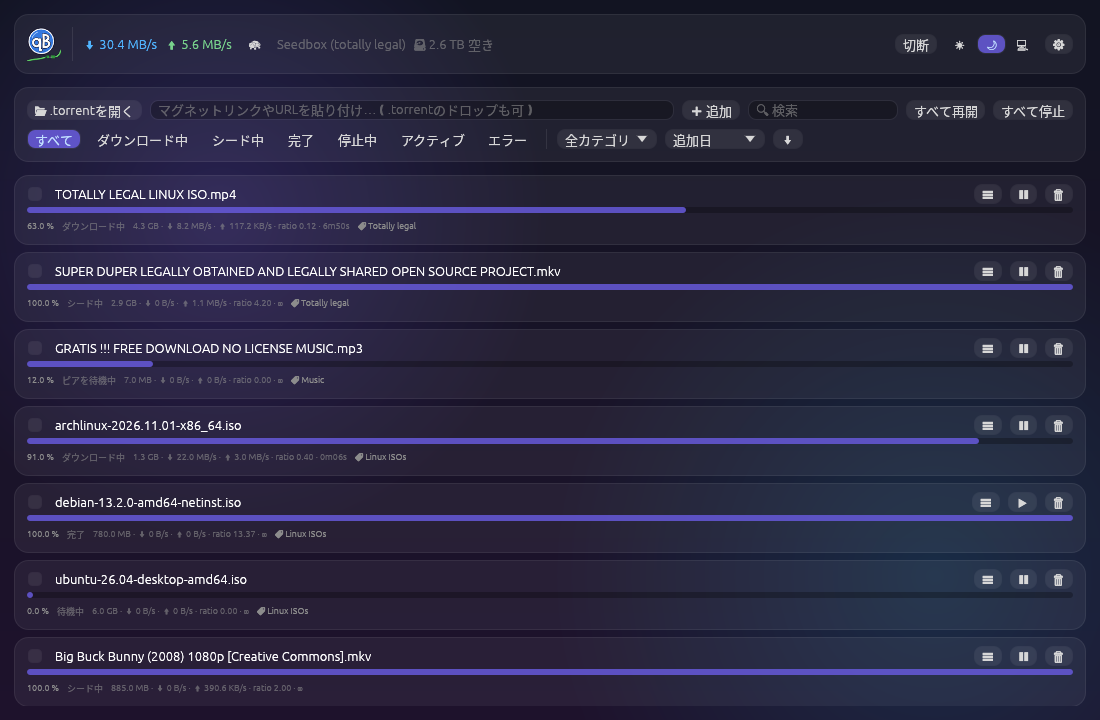 qB 30.4 MB/s 5.6 MB/s Seedbox (totally legal) 2.6 TB 空き 切断
.torrentを開く マグネットリンクやURLを貼り付け…（.torrentのドロップも可） 追加 検索 すべて再開 すべて停止
すべて ダウンロード中 シード中 完了 停止中 アクティブ エラー 全カテゴリ 追加日
TOTALLY LEGAL LINUX ISO.mp4
63.0 % ダウンロード中 4.3 GB · 8.2 MB/s · 117.2 KB/s · ratio 0.12 · 6m50s Totally legal
SUPER DUPER LEGALLY OBTAINED AND LEGALLY SHARED OPEN SOURCE PROJECT.mkv
100.0 % シード中 2.9 GB · 0 B/s · 1.1 MB/s · ratio 4.20 · ∞ Totally legal
GRATIS !!! FREE DOWNLOAD NO LICENSE MUSIC.mp3
12.0 % ピアを待機中 7.0 MB · 0 B/s · 0 B/s · ratio 0.00 · ∞ Music
archlinux-2026.11.01-x86_64.iso
91.0 % ダウンロード中 1.3 GB · 22.0 MB/s · 3.0 MB/s · ratio 0.40 · 0m06s Linux ISOs
debian-13.2.0-amd64-netinst.iso
100.0 % 完了 780.0 MB · 0 B/s · 0 B/s · ratio 13.37 · ∞ Linux ISOs
ubuntu-26.04-desktop-amd64.iso
0.0 % 待機中 6.0 GB · 0 B/s · 0 B/s · ratio 0.00 · ∞ Linux ISOs
Big Buck Bunny (2008) 1080p [Creative Commons].mkv
100.0 % シード中 885.0 MB · 0 B/s · 390.6 KB/s · ratio 2.00 · ∞